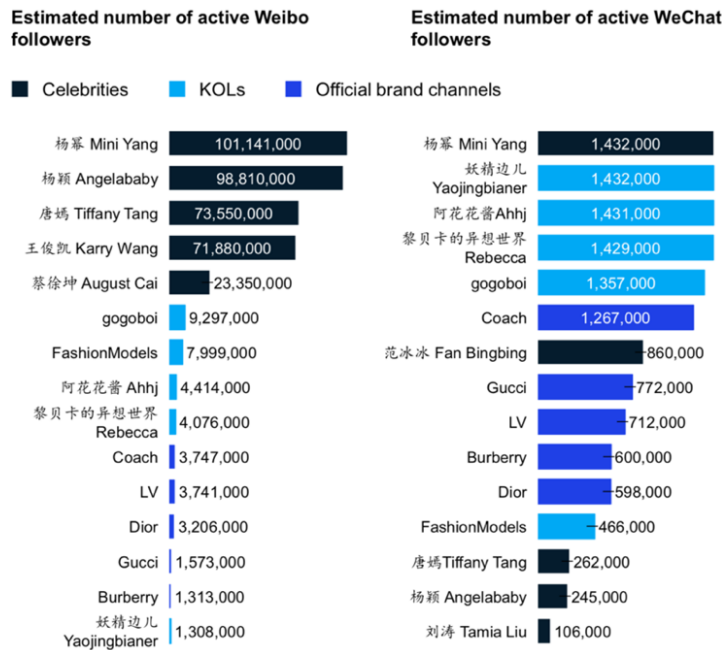 Estimated number of active Weibo
followers
Estimated number of active WeChat
followers
Celebrities
KOLs
Official brand channels
杨幂 Mini Yang
101,141,000
杨颖 Angelababy
98,810,000
唐嫣 Tiffany Tang
73,550,000
王俊凯 Karry Wang
71,880,000
蔡徐坤 August Cai
23,350,000
gogoboi
9,297,000
FashionModels
7,999,000
阿花花酱 Ahhj
4,414,000
黎贝卡的异想世界
Rebecca
4,076,000
Coach
3,747,000
LV
3,741,000
Dior
3,206,000
Gucci
1,573,000
Burberry
1,313,000
妖精边儿
Yaojingbianer
1,308,000
杨幂 Mini Yang
1,432,000
妖精边儿
Yaojingbianer
1,432,000
阿花花酱Ahhj
1,431,000
黎贝卡的异想世界
Rebecca
1,429,000
gogoboi
1,357,000
Coach
1,267,000
范冰冰 Fan Bingbing
860,000
Gucci
772,000
LV
712,000
Burberry
600,000
Dior
598,000
FashionModels
466,000
唐嫣Tiffany Tang
262,000
杨颖 Angelababy
245,000
刘涛 Tamia Liu
106,000